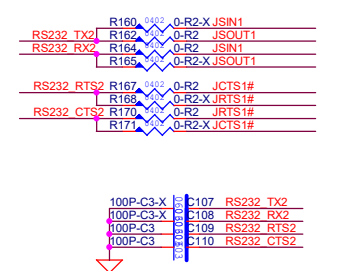 R160 0402 0-R2-X JSIN1
RS232_TX2 R162 0402 0-R2 JSOUT1
RS232_RX2 R164 0402 0-R2 JSIN1
R165 0402 0-R2-X JSOUT1
RS232_RTS2 R167 0402 0-R2 JCTS1#
R168 0402 0-R2-X JRTS1#
RS232_CTS2 R170 0402 0-R2 JRTS1#
R171 0402 0-R2-X JCTS1#
100P-C3-X C107 RS232_TX2
100P-C3-X C108 RS232_RX2
100P-C3 C109 RS232_RTS2
100P-C3 C110 RS232_CTS2